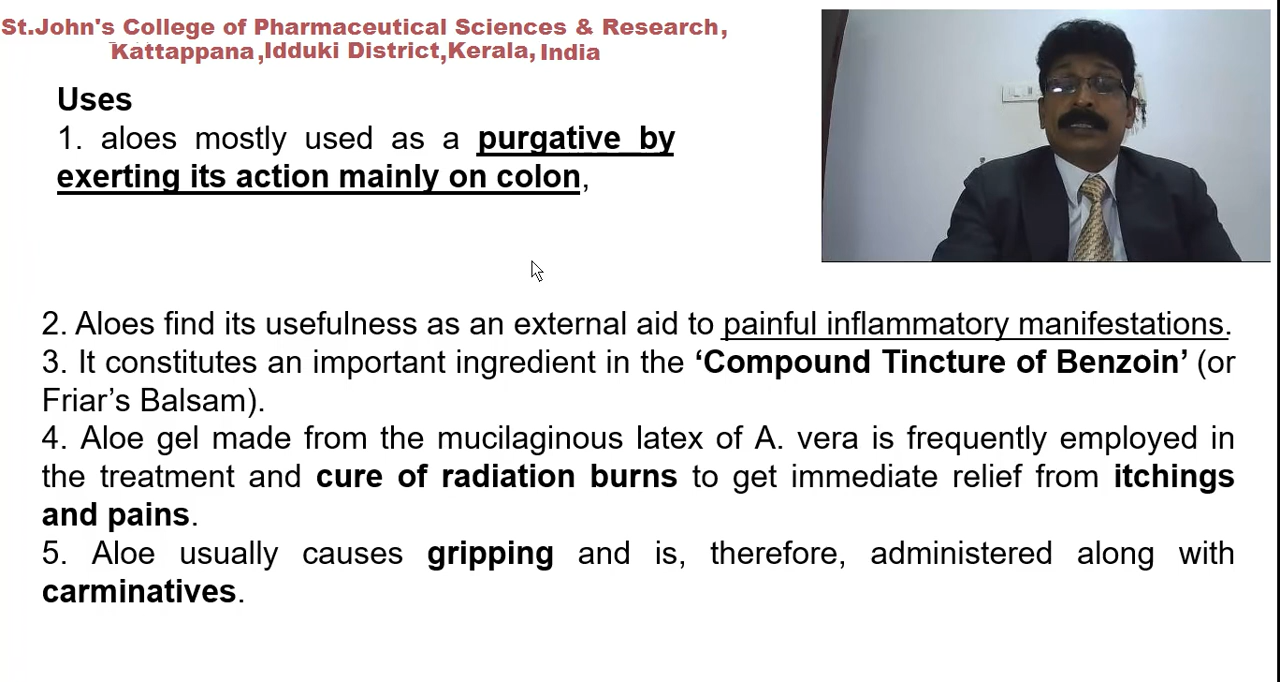 St.John's College of Pharmaceutical Sciences & Research,
Kattappana,Idduki District,Kerala, India
Uses
1. aloes mostly used as a purgative by
exerting its action mainly on colon,
2. Aloes find its usefulness as an external aid to painful inflammatory manifestations.
3. It constitutes an important ingredient in the ‘Compound Tincture of Benzoin’ (or
Friar’s Balsam).
4. Aloe gel made from the mucilaginous latex of A. vera is frequently employed in
the treatment and cure of radiation burns to get immediate relief from itchings
and pains.
5. Aloe usually causes gripping and is, therefore, administered along with
carminatives.